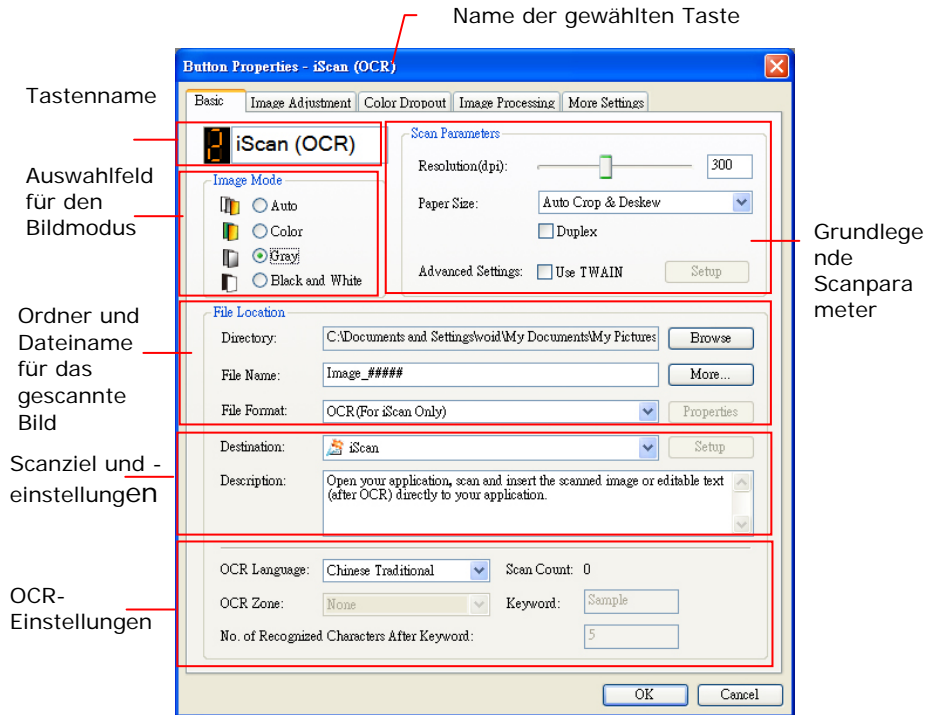 Name der gewählten Taste
Button Properties - iScan (OCR)
Tastenname
Basic Image Adjustment Color Dropout Image Processing More Settings
2 iScan (OCR)
Scan Parameters
Resolution(dpi): 300
Paper Size: Auto Crop & Deskew
Duplex
Advanced Settings: Use TWAIN Setup
Auswahlfeld
für den
Bildmodus
Image Mode
Auto
Color
Gray
Black and White
Grundlege
nde
Scanpara
meter
Ordner und
Dateiname
für das
gescannte
Bild
File Location
Directory: C:\Documents and Settings\void\My Documents\My Pictures Browse
File Name: Image_##### More...
File Format: OCR(For iScan Only) Properties
Scanziel und -
einstellungen
Destination: iScan Setup
Description: Open your application, scan and insert the scanned image or editable text
(after OCR) directly to your application.
OCR-
Einstellungen
OCR Language: Chinese Traditional Scan Count: 0
OCR Zone: None Keyword: Sample
No. of Recognized Characters After Keyword: 5
OK Cancel